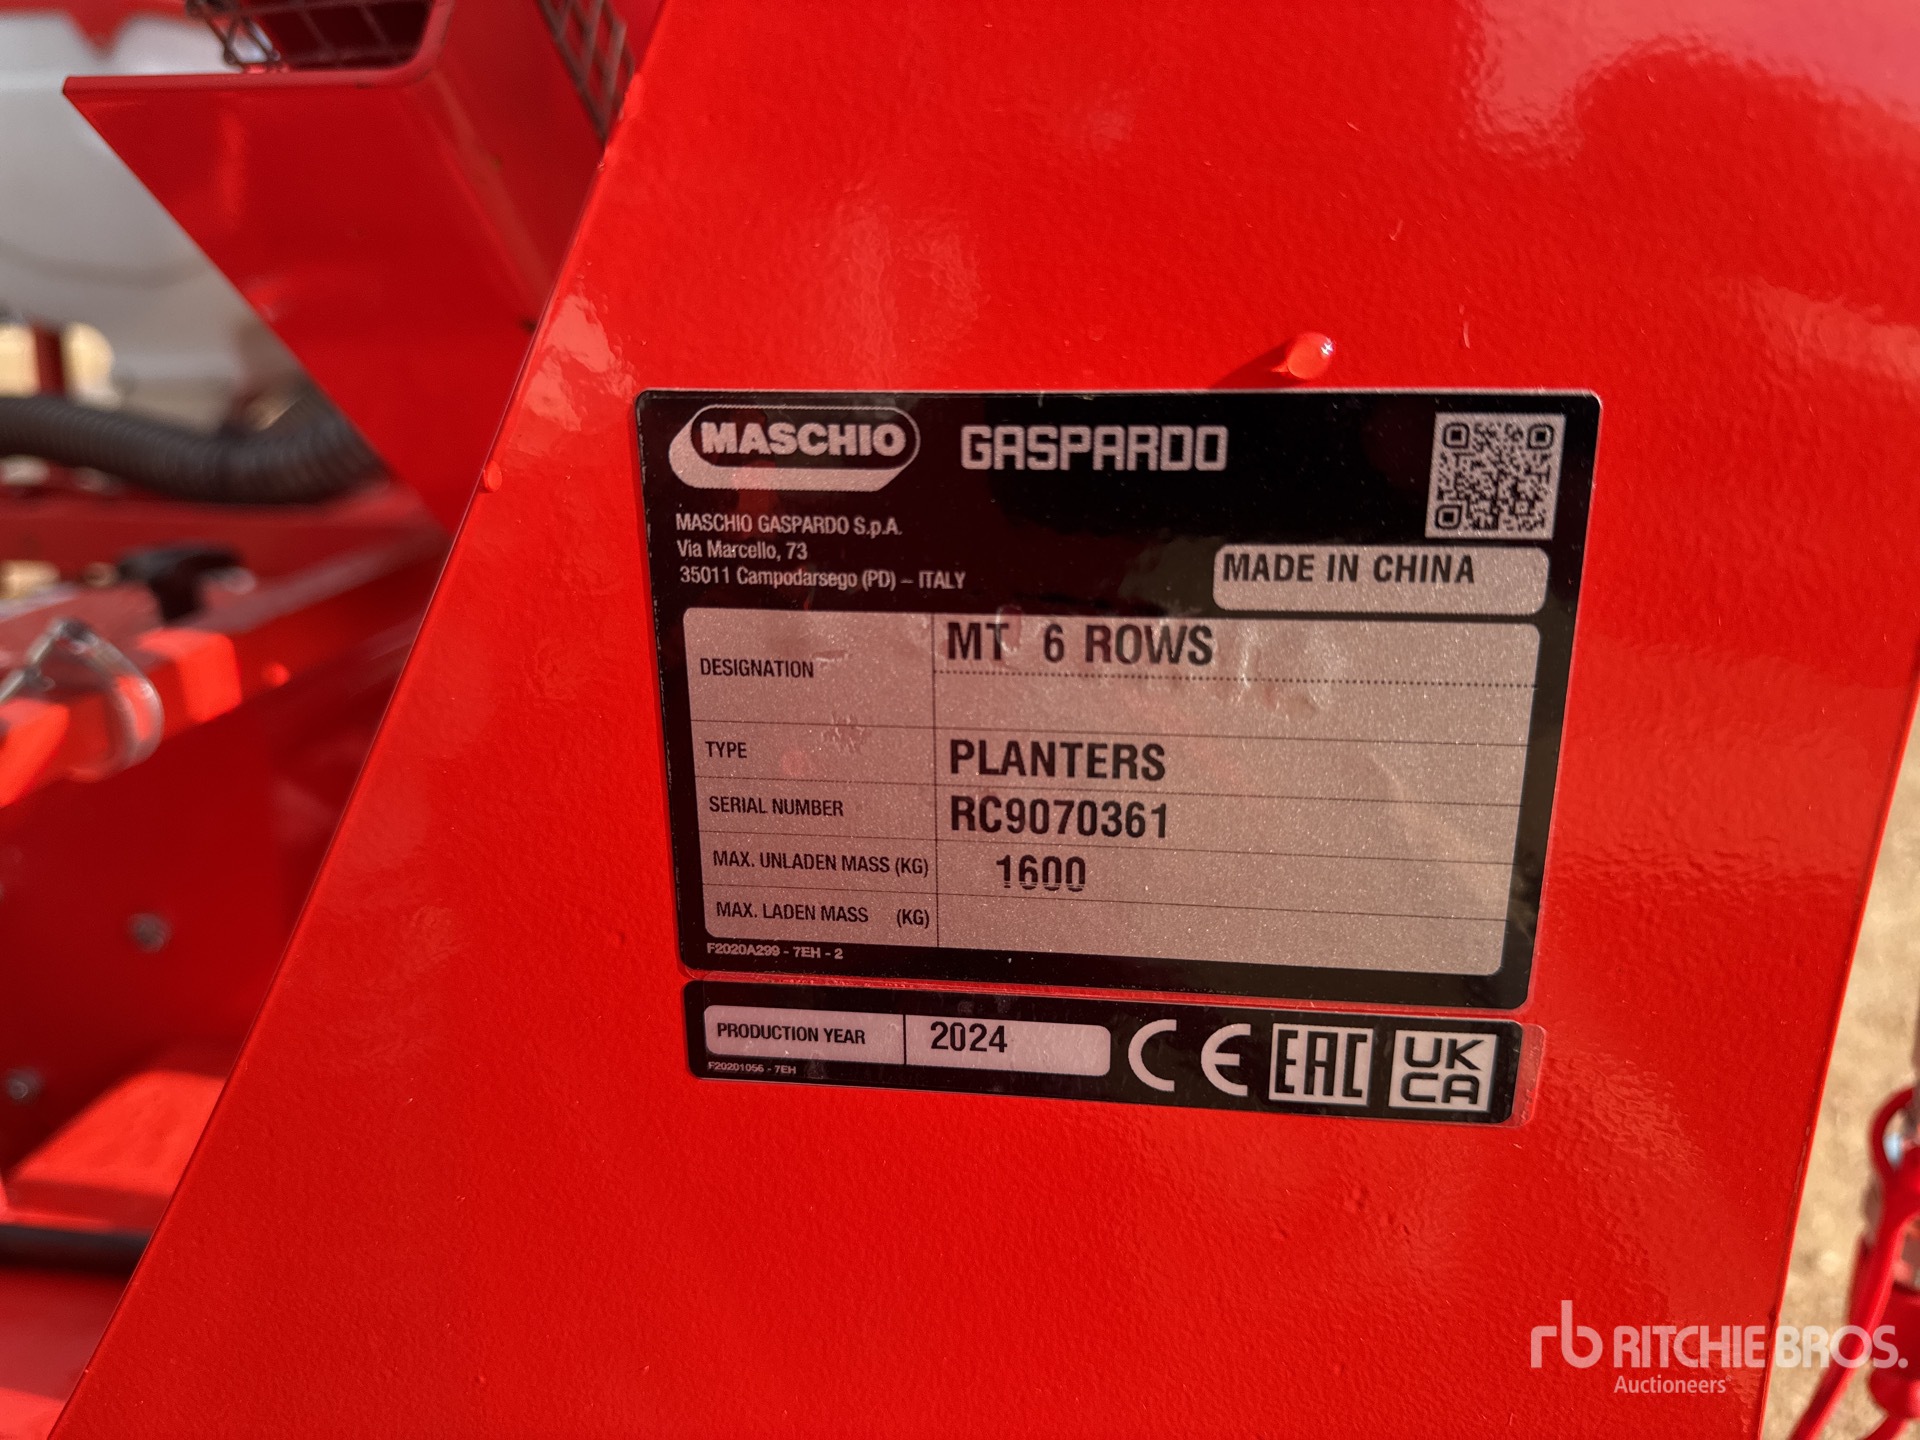 MASCHIO GASPARDO
MASCHIO GASPARDO S.p.A.
Via Marcello, 73
35011 Campodarsego (PD) – ITALY
MADE IN CHINA
DESIGNATION MT 6 ROWS
TYPE PLANTERS
SERIAL NUMBER RC9070361
MAX. UNLADEN MASS (KG) 1600
MAX. LADEN MASS (KG)
F2020A299 - 7EH - 2
PRODUCTION YEAR 2024
CE EAC UK CA
F20201056 - 7EH
rb RITCHIE BROS.
Auctioneers